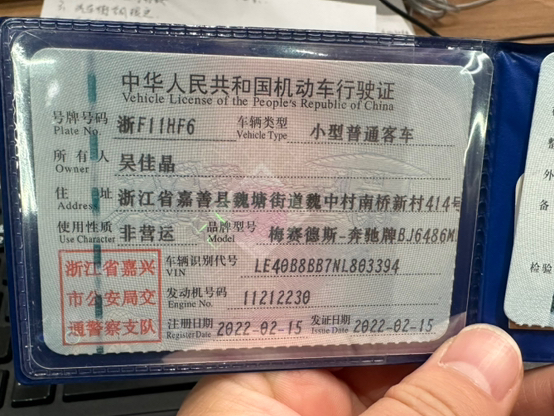 中华人民共和国机动车行驶证
Vehicle License of the People's Republic of China
号牌号码 浙F11HF6 车辆类型 小型普通客车
Plate No. Vehicle Type
所有人 吴佳晶
Owner
住址 浙江省嘉善县魏塘街道魏中村南桥新村414号
Address
使用性质 非营运 品牌型号 梅赛德斯-奔驰牌BJ6486M
Use Character Model
浙江省嘉兴
市公安局交
通警察支队
车辆识别代号 LE40B8BB7NL803394
VIN
发动机号码 11212230
Engine No.
注册日期 2022-02-15 发证日期 2022-02-15
Register Date Issue Date
外
备
检验